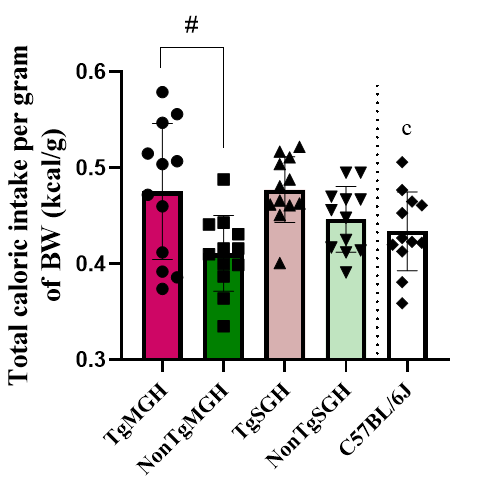 #
Total caloric intake per gram
of BW (kcal/g)
0.6
0.5
0.4
0.3
c
TgMGH
NonTgMGH
TgSGH
NonTgSGH
C57BL/6J